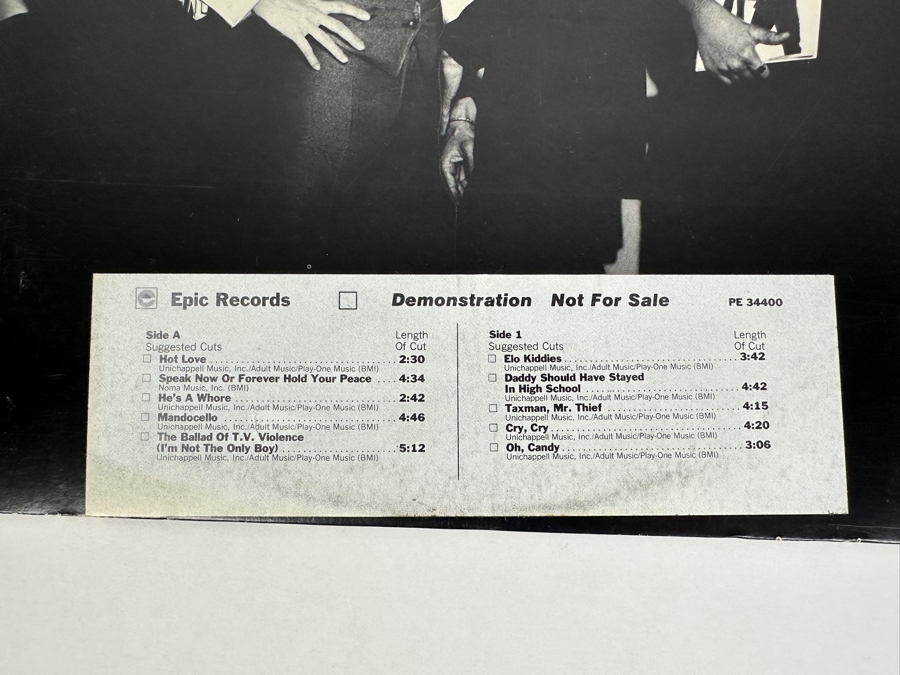 Epic Records Demonstration Not For Sale PE 34400
Side A Length
Suggested Cuts Of Cut
Hot Love 2:30
Unichappell Music, Inc./Adult Music/Play-One Music (BMI)
Speak Now Or Forever Hold Your Peace 4:34
Noma Music, Inc. (BMI)
He's A Whore 2:42
Unichappell Music, Inc./Adult Music/Play-One Music (BMI)
Mandocello 4:46
Unichappell Music, Inc./Adult Music/Play-One Music (BMI)
The Ballad Of T.V. Violence
(I'm Not The Only Boy) 5:12
Unichappell Music, Inc./Adult Music/Play-One Music (BMI)
Side 1 Length
Suggested Cuts Of Cut
Elo Kiddies 3:42
Unichappell Music, Inc./Adult Music/Play-One Music (BMI)
Daddy Should Have Stayed
In High School 4:42
Unichappell Music, Inc./Adult Music/Play-One Music (BMI)
Taxman, Mr. Thief 4:15
Unichappell Music, Inc./Adult Music/Play-One Music (BMI)
Cry, Cry 4:20
Unichappell Music, Inc./Adult Music/Play-One Music (BMI)
Oh, Candy 3:06
Unichappell Music, Inc./Adult Music/Play-One Music (BMI)